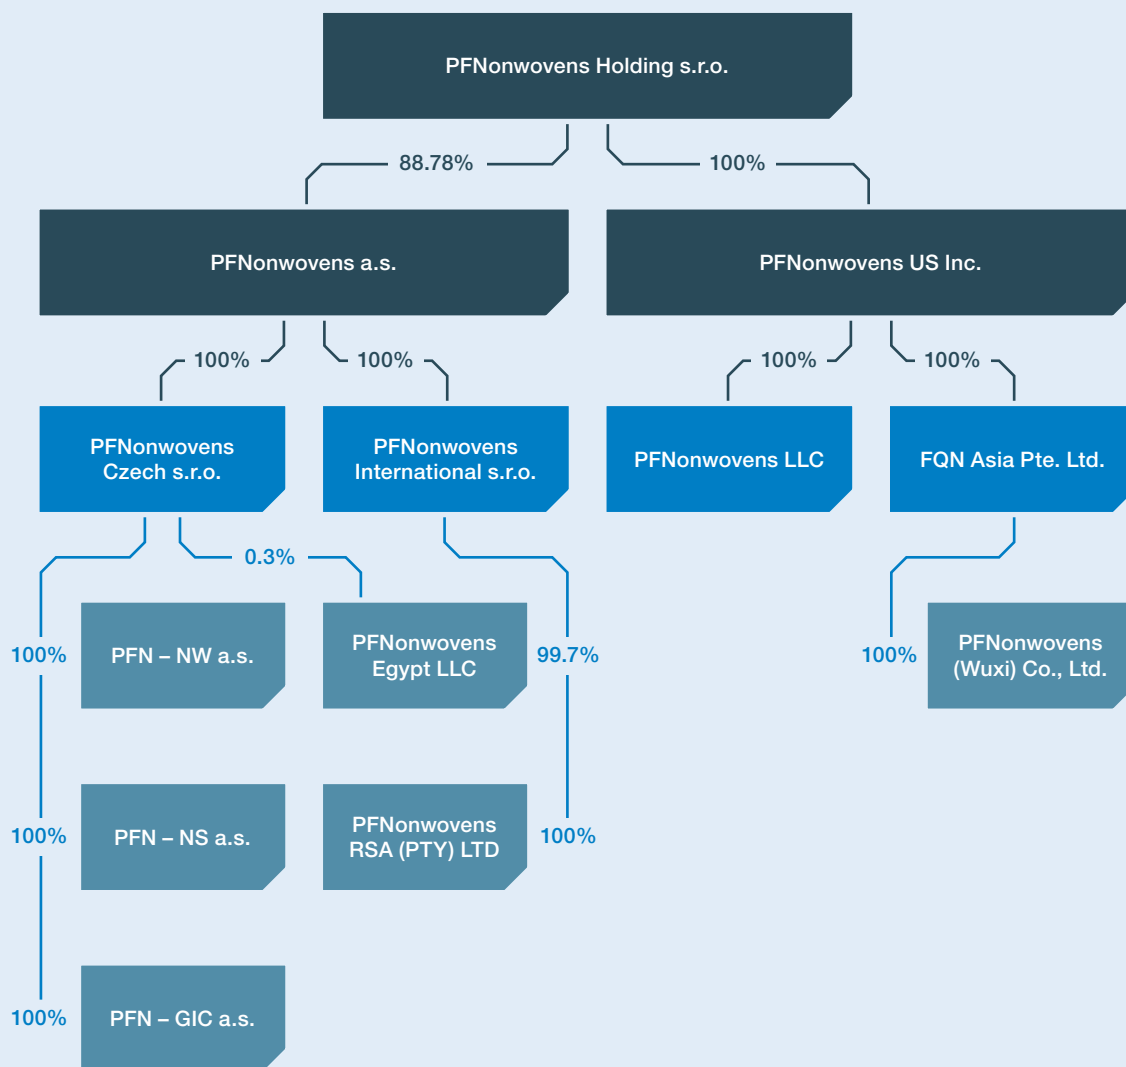 PFNonwovens Holding s.r.o.
88.78%
100%
PFNonwovens a.s.
PFNonwovens US Inc.
100%
100%
100%
100%
PFNonwovens
Czech s.r.o.
PFNonwovens
International s.r.o.
PFNonwovens LLC
FQN Asia Pte. Ltd.
0.3%
100%
PFN – NW a.s.
PFNonwovens
Egypt LLC
99.7%
100%
PFNonwovens
(Wuxi) Co., Ltd.
100%
PFN – NS a.s.
PFNonwovens
RSA (PTY) LTD
100%
100%
PFN – GIC a.s.